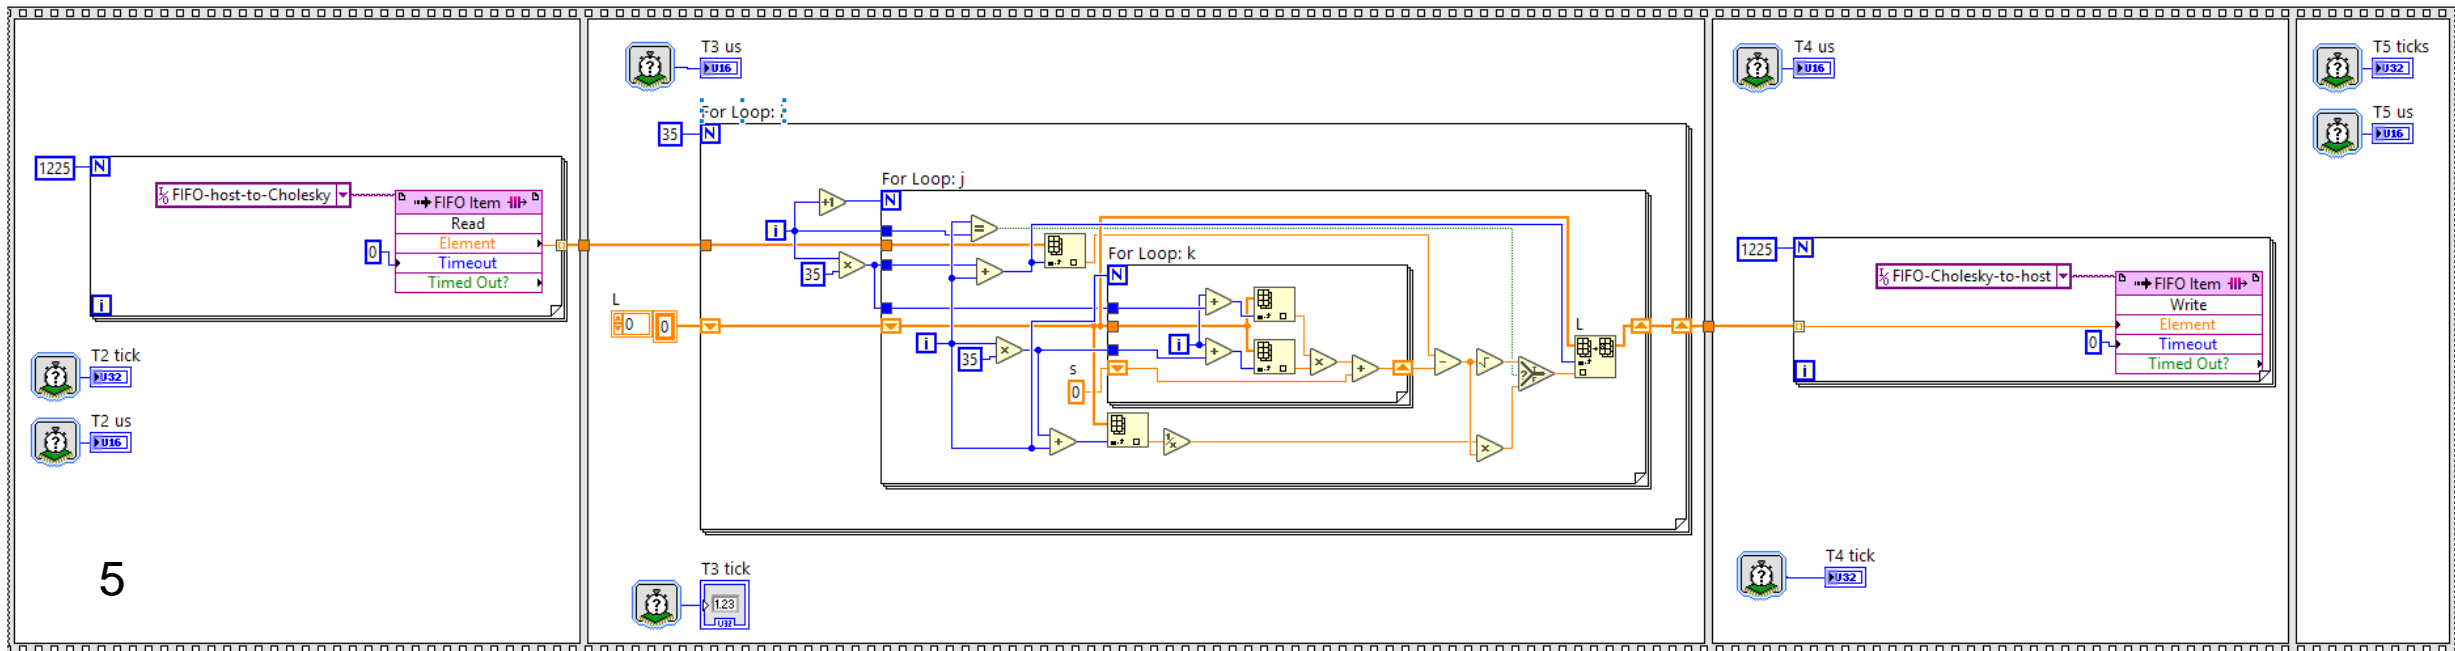 1225
N
FIFO-host-to-Cholesky
FIFO Item
Read
Element
0
Timeout
Timed Out?
i
T2 tick
U32
T2 us
U16
5
T3 us
U16
For Loop:
35
N
For Loop: j
+1
N
i
=
35
×
+
L
0
0
For Loop: k
N
+
i
+
i
35
×
s
0
×
+
-
√
?
T
F
L
+
1/x
×
T3 tick
1.23
U32
T4 us
U16
1225
N
FIFO-Cholesky-to-host
FIFO Item
Write
Element
0
Timeout
Timed Out?
i
T4 tick
U32
T5 ticks
U32
T5 us
U16